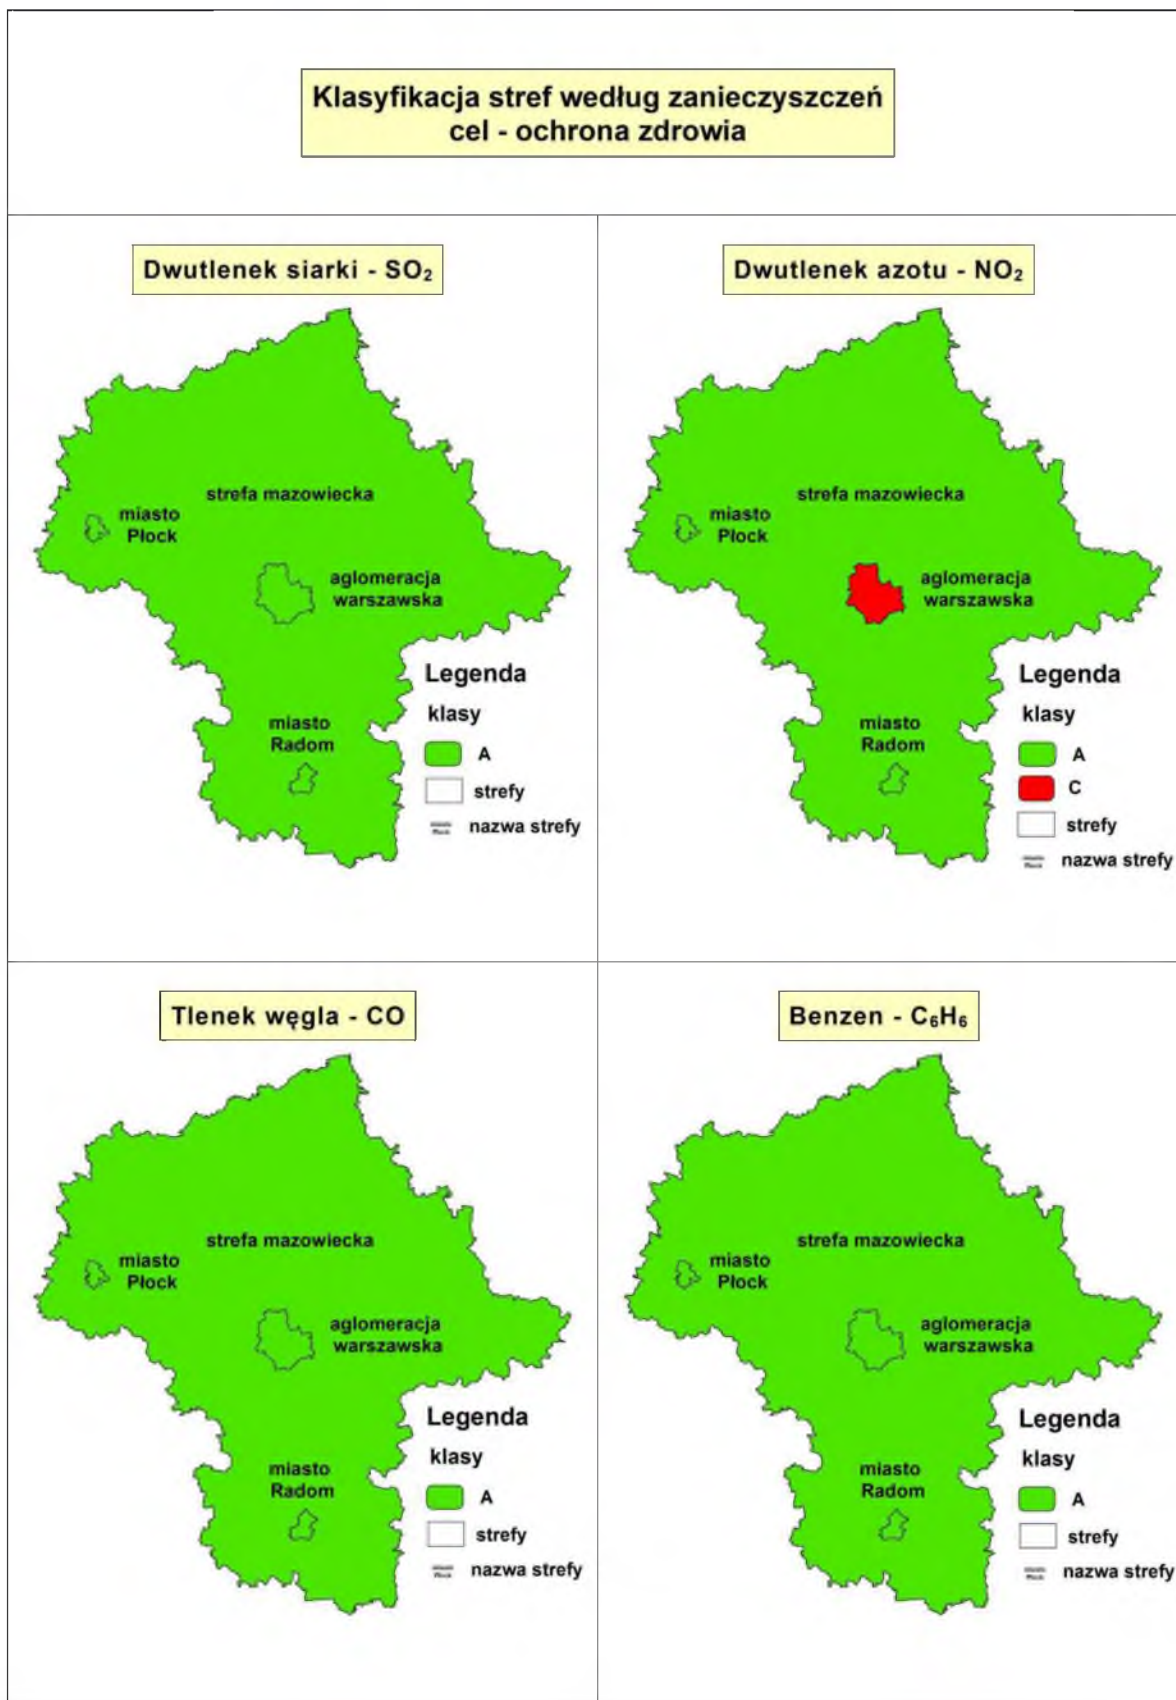 Klasyfikacja stref według zanieczyszczeń
cel - ochrona zdrowia
Dwutlenek siarki - SO₂
strefa mazowiecka
miasto
Płock
aglomeracja
warszawska
miasto
Radom
Legenda
klasy
A
strefy
nazwa strefy
Dwutlenek azotu - NO₂
strefa mazowiecka
miasto
Płock
aglomeracja
warszawska
miasto
Radom
Legenda
klasy
A
C
strefy
nazwa strefy
Tlenek węgla - CO
strefa mazowiecka
miasto
Płock
aglomeracja
warszawska
miasto
Radom
Legenda
klasy
A
strefy
nazwa strefy
Benzen - C₆H₆
strefa mazowiecka
miasto
Płock
aglomeracja
warszawska
miasto
Radom
Legenda
klasy
A
strefy
nazwa strefy